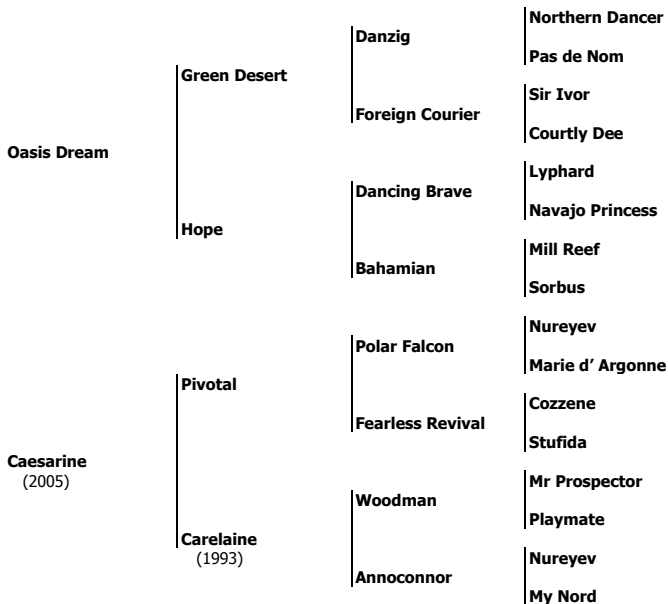 Northern Dancer
Danzig
Pas de Nom
Green Desert
Sir Ivor
Foreign Courier
Courtly Dee
Oasis Dream
Lyphard
Dancing Brave
Navajo Princess
Hope
Mill Reef
Bahamian
Sorbus
Nureyev
Polar Falcon
Marie d’ Argonne
Pivotal
Cozzene
Fearless Revival
Stufida
Caesarine
(2005)
Mr Prospector
Woodman
Playmate
Carelaine
(1993)
Nureyev
Annoconnor
My Nord